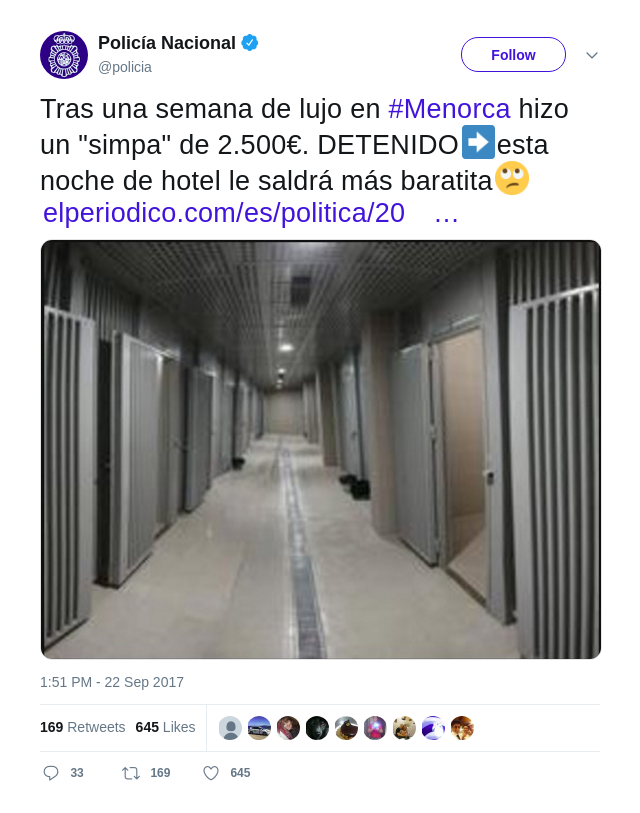 Policía Nacional
@policia
Follow
Tras una semana de lujo en #Menorca hizo
un "simpa" de 2.500€. DETENIDO➡️esta
noche de hotel le saldrá más baratita🙄
elperiodico.com/es/politica/20 …
1:51 PM - 22 Sep 2017
169 Retweets 645 Likes
33 169 645